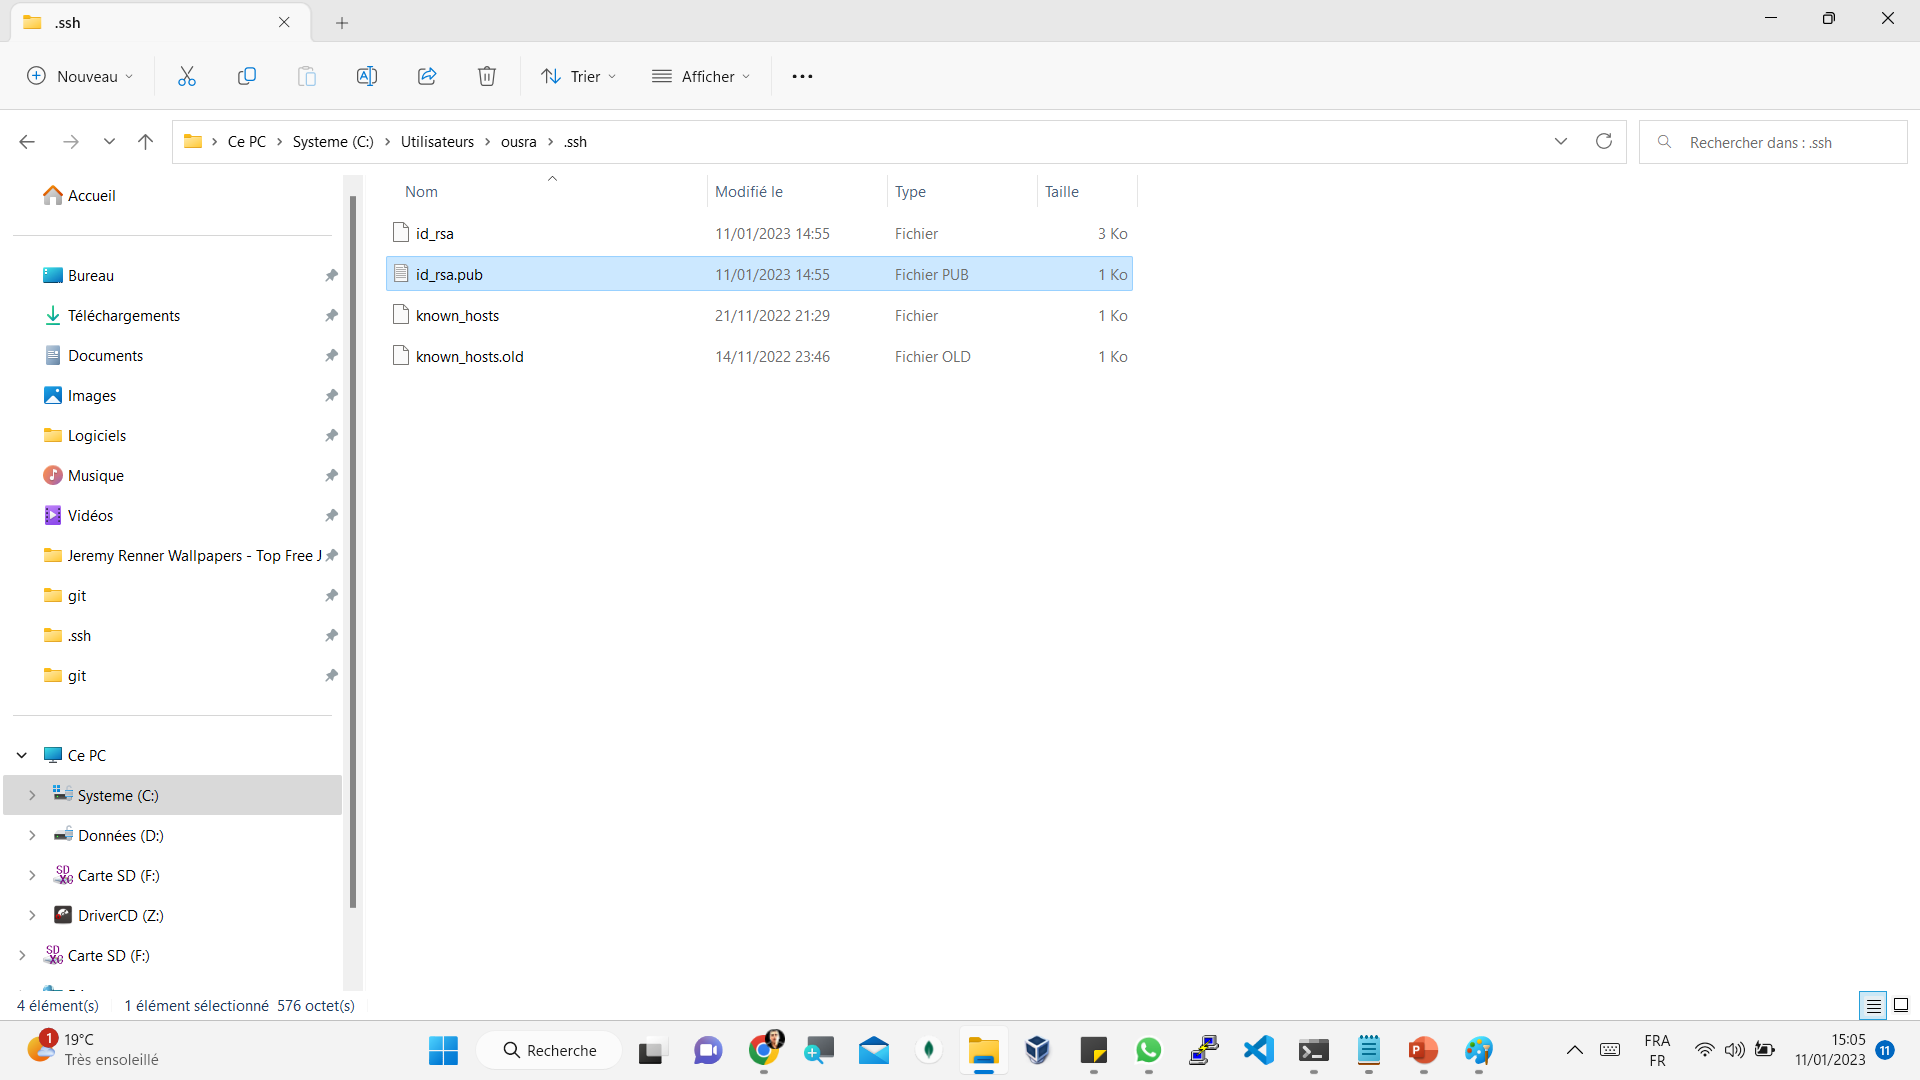 .ssh
Nouveau
Trier
Afficher
Ce PC
Systeme (C:)
Utilisateurs
ousra
.ssh
Rechercher dans : .ssh
Accueil
Bureau
Téléchargements
Documents
Images
Logiciels
Musique
Vidéos
Jeremy Renner Wallpapers - Top Free J
git
.ssh
git
Ce PC
Systeme (C:)
Données (D:)
Carte SD (F:)
DriverCD (Z:)
Carte SD (F:)
Nom Modifié le Type Taille
id_rsa 11/01/2023 14:55 Fichier 3 Ko
id_rsa.pub 11/01/2023 14:55 Fichier PUB 1 Ko
known_hosts 21/11/2022 21:29 Fichier 1 Ko
known_hosts.old 14/11/2022 23:46 Fichier OLD 1 Ko
4 élément(s) 1 élément sélectionné 576 octet(s)
1
19°C
Très ensoleillé
Recherche
FRA
FR
15:05
11/01/2023
11